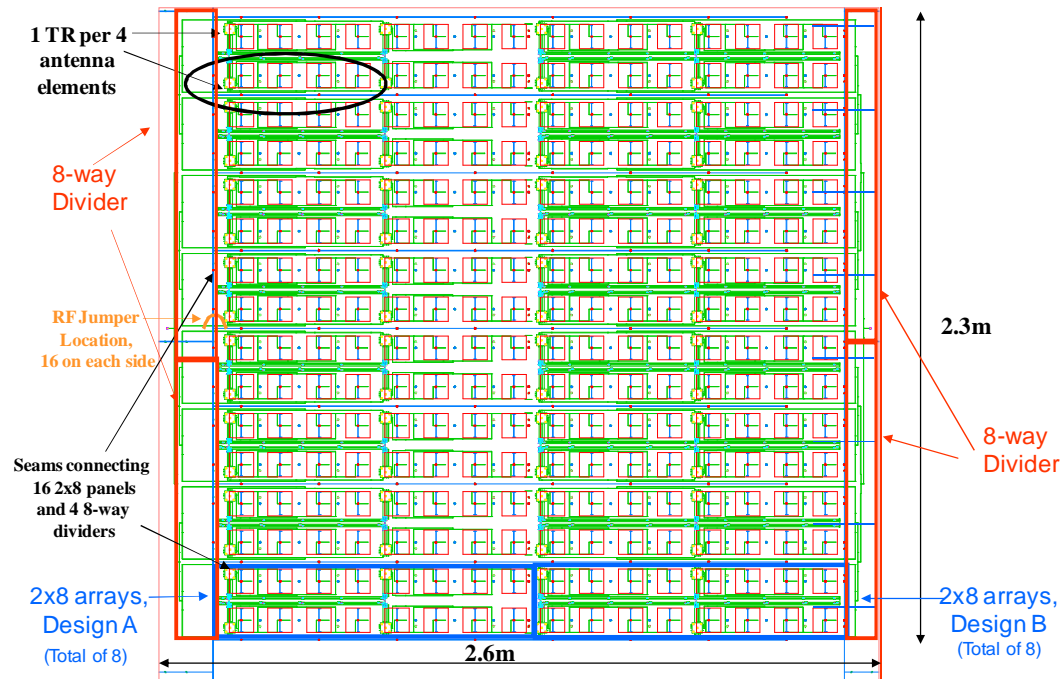 1 TR per 4
antenna
elements
8-way
Divider
RF Jumper
Location,
16 on each side
2.3m
8-way
Divider
Seams connecting
16 2x8 panels
and 4 8-way
dividers
2x8 arrays,
Design A
(Total of 8)
2x8 arrays,
Design B
(Total of 8)
2.6m